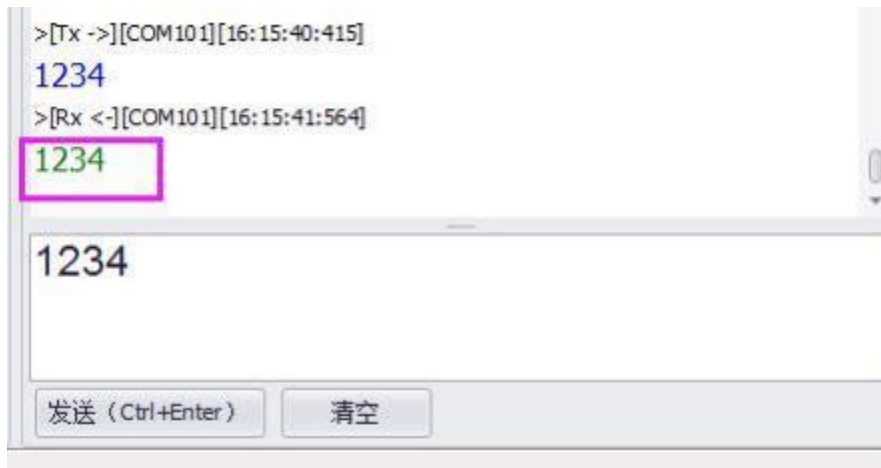 >[Tx ->][COM101][16:15:40:415]
1234
>[Rx <-][COM101][16:15:41:564]
1234
1234
发送（Ctrl+Enter） 清空